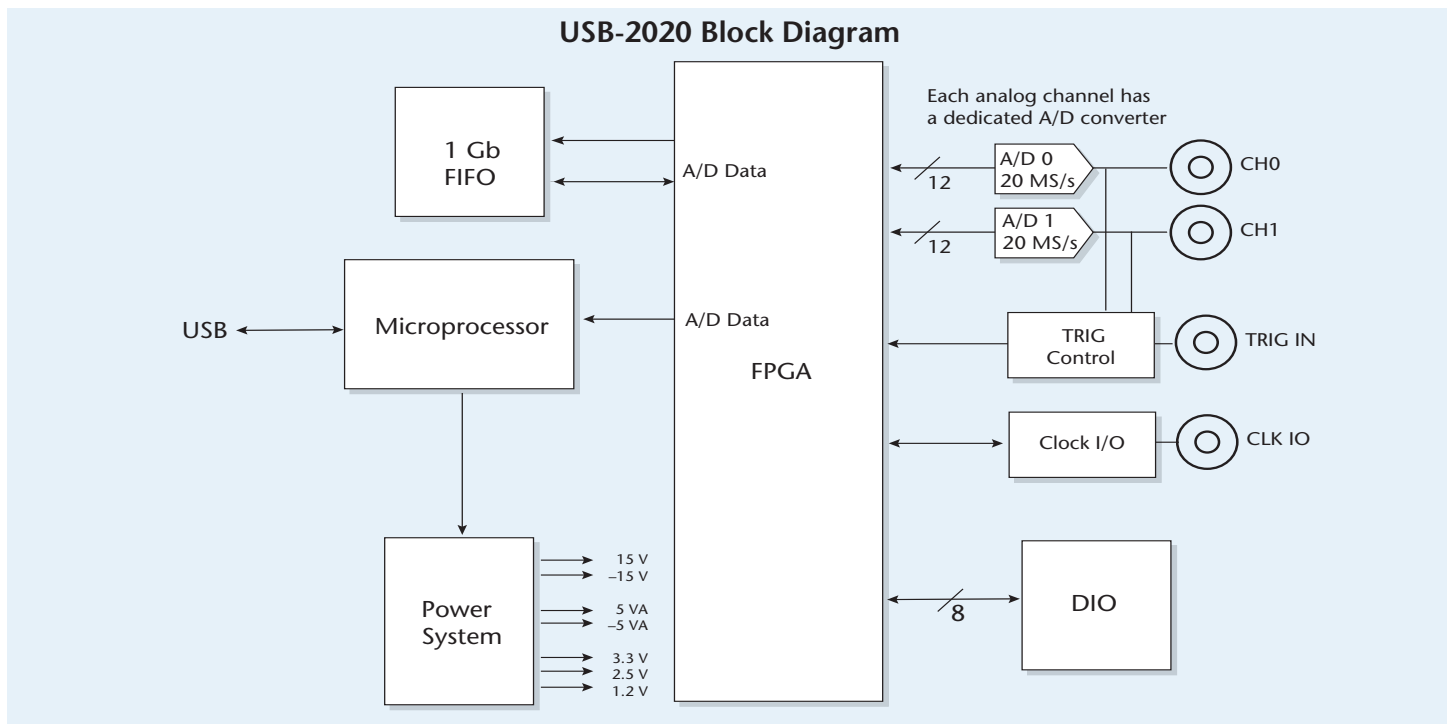 USB-2020 Block Diagram
1 Gb
FIFO
A/D Data
Each analog channel has
a dedicated A/D converter
A/D 0
20 MS/s
12
CH0
A/D 1
20 MS/s
12
CH1
USB
Microprocessor
A/D Data
FPGA
TRIG
Control
TRIG IN
Clock I/O
CLK IO
Power
System
15 V
–15 V
5 VA
–5 VA
3.3 V
2.5 V
1.2 V
8
DIO